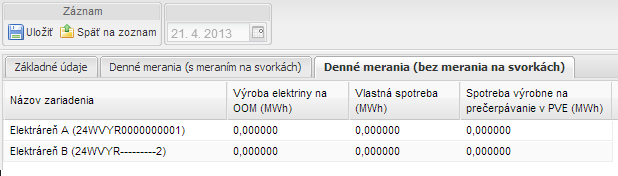 Záznam
Uložiť Späť na zoznam 21. 4. 2013
Základné údaje Denné merania (s meraním na svorkách) Denné merania (bez merania na svorkách)
Názov zariadenia Výroba elektriny na OOM (MWh) Vlastná spotreba (MWh) Spotreba výrobne na prečerpávanie v PVE (MWh)
Elektráreň A (24WVYR0000000001) 0,000000 0,000000 0,000000
Elektráreň B (24WVYR---------2) 0,000000 0,000000 0,000000